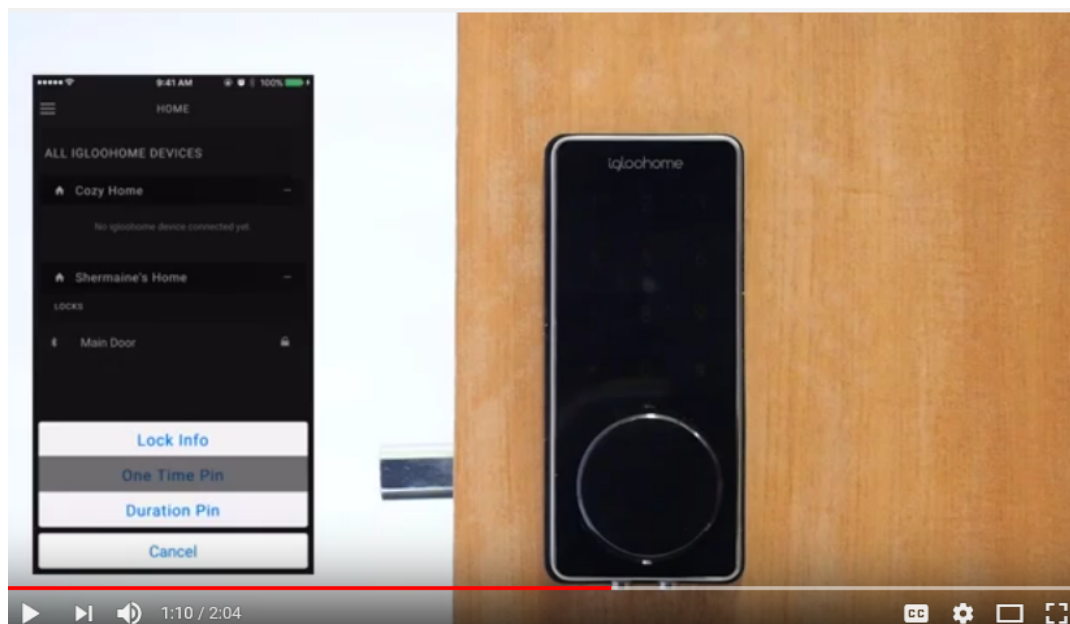 9:41 AM 100%
HOME
ALL IGLOOHOME DEVICES
Cozy Home
No igloohome device connected yet.
Shermaine's Home
LOCKS
Main Door
Lock Info
One Time Pin
Duration Pin
Cancel
igloohome
1:10 / 2:04
CC